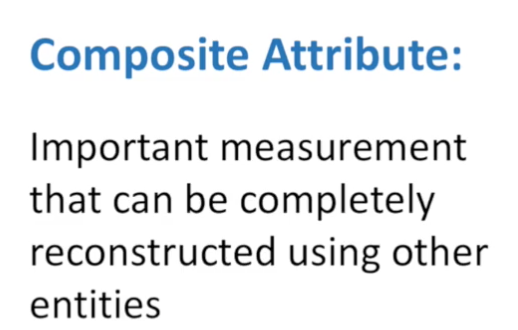 Composite Attribute:
Important measurement
that can be completely
reconstructed using other
entities